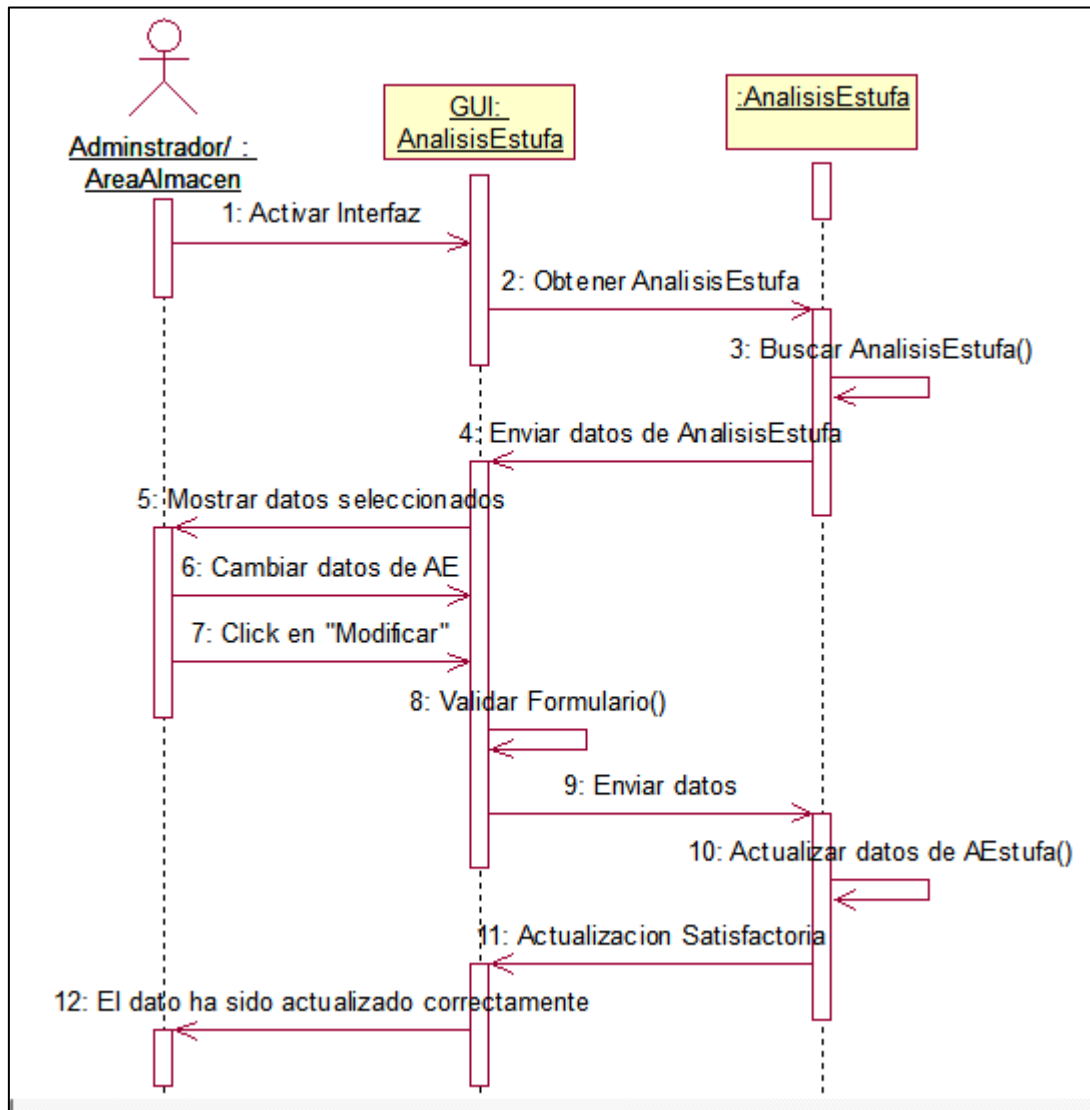 Adminstrador/ :
AreaAlmacen
GUI:
AnalisisEstufa
:AnalisisEstufa
1: Activar Interfaz
2: Obtener AnalisisEstufa
3: Buscar AnalisisEstufa()
4: Enviar datos de AnalisisEstufa
5: Mostrar datos seleccionados
6: Cambiar datos de AE
7: Click en "Modificar"
8: Validar Formulario()
9: Enviar datos
10: Actualizar datos de AEstufa()
11: Actualizacion Satisfactoria
12: El dato ha sido actualizado correctamente